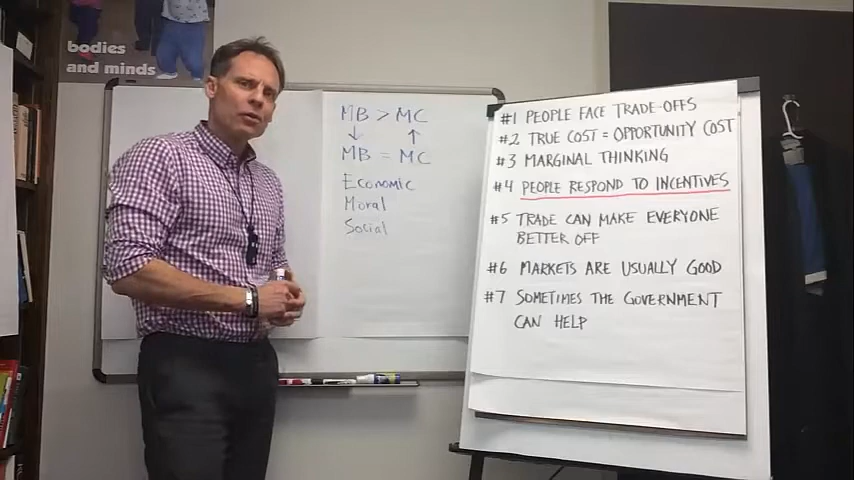 bodies
and minds
MB > MC
↓ ↑
MB = MC
Economic
Moral
Social
#1 PEOPLE FACE TRADE-OFFS
#2 TRUE COST = OPPORTUNITY COST
#3 MARGINAL THINKING
#4 PEOPLE RESPOND TO INCENTIVES
#5 TRADE CAN MAKE EVERYONE
BETTER OFF
#6 MARKETS ARE USUALLY GOOD
#7 SOMETIMES THE GOVERNMENT
CAN HELP